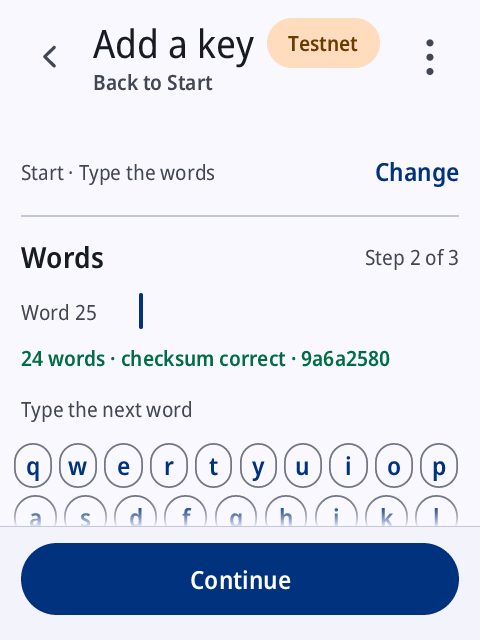 Add a key
Testnet
Back to Start
Start · Type the words
Change
Words
Step 2 of 3
Word 25
24 words · checksum correct · 9a6a2580
Type the next word
q w e r t y u i o p
a s d f g h j k l
Continue